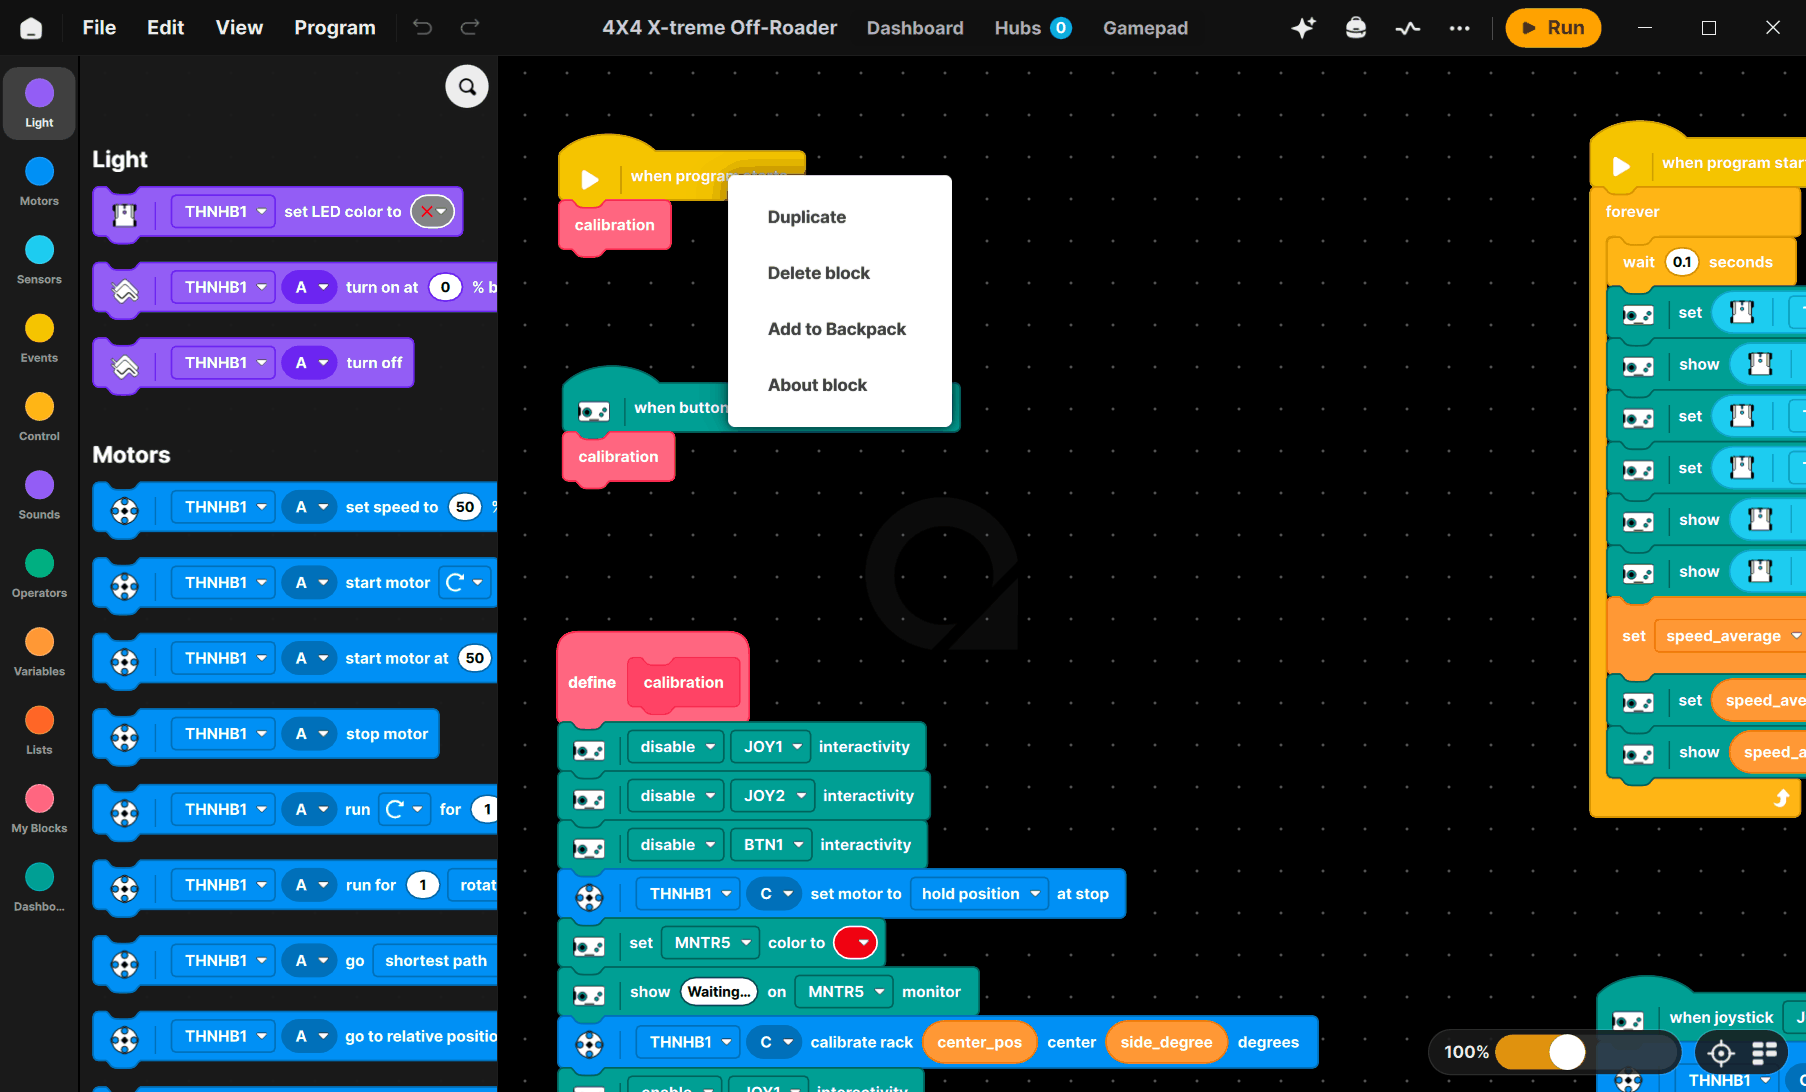 File Edit View Program 4X4 X-treme Off-Roader Dashboard Hubs 0 Gamepad Run
Light
Motors
Sensors
Events
Control
Sounds
Operators
Variables
Lists
My Blocks
Dashbo...
Light
THNHB1 set LED color to
THNHB1 A turn on at 0 % b
THNHB1 A turn off
Motors
THNHB1 A set speed to 50 %
THNHB1 A start motor
THNHB1 A start motor at 50
THNHB1 A stop motor
THNHB1 A run for 1
THNHB1 A run for 1 rotat
THNHB1 A go shortest path
THNHB1 A go to relative positio
when program
calibration
Duplicate
Delete block
Add to Backpack
About block
when button
calibration
define calibration
disable JOY1 interactivity
disable JOY2 interactivity
disable BTN1 interactivity
THNHB1 C set motor to hold position at stop
set MNTR5 color to
show Waiting... on MNTR5 monitor
THNHB1 C calibrate rack center_pos center side_degree degrees
enable JOY1 interactivity
when program star
forever
wait 0.1 seconds
set
show
set
set
show
show
set speed_average
set speed_ave
show speed_a
when joystick J
100%
THNHB1